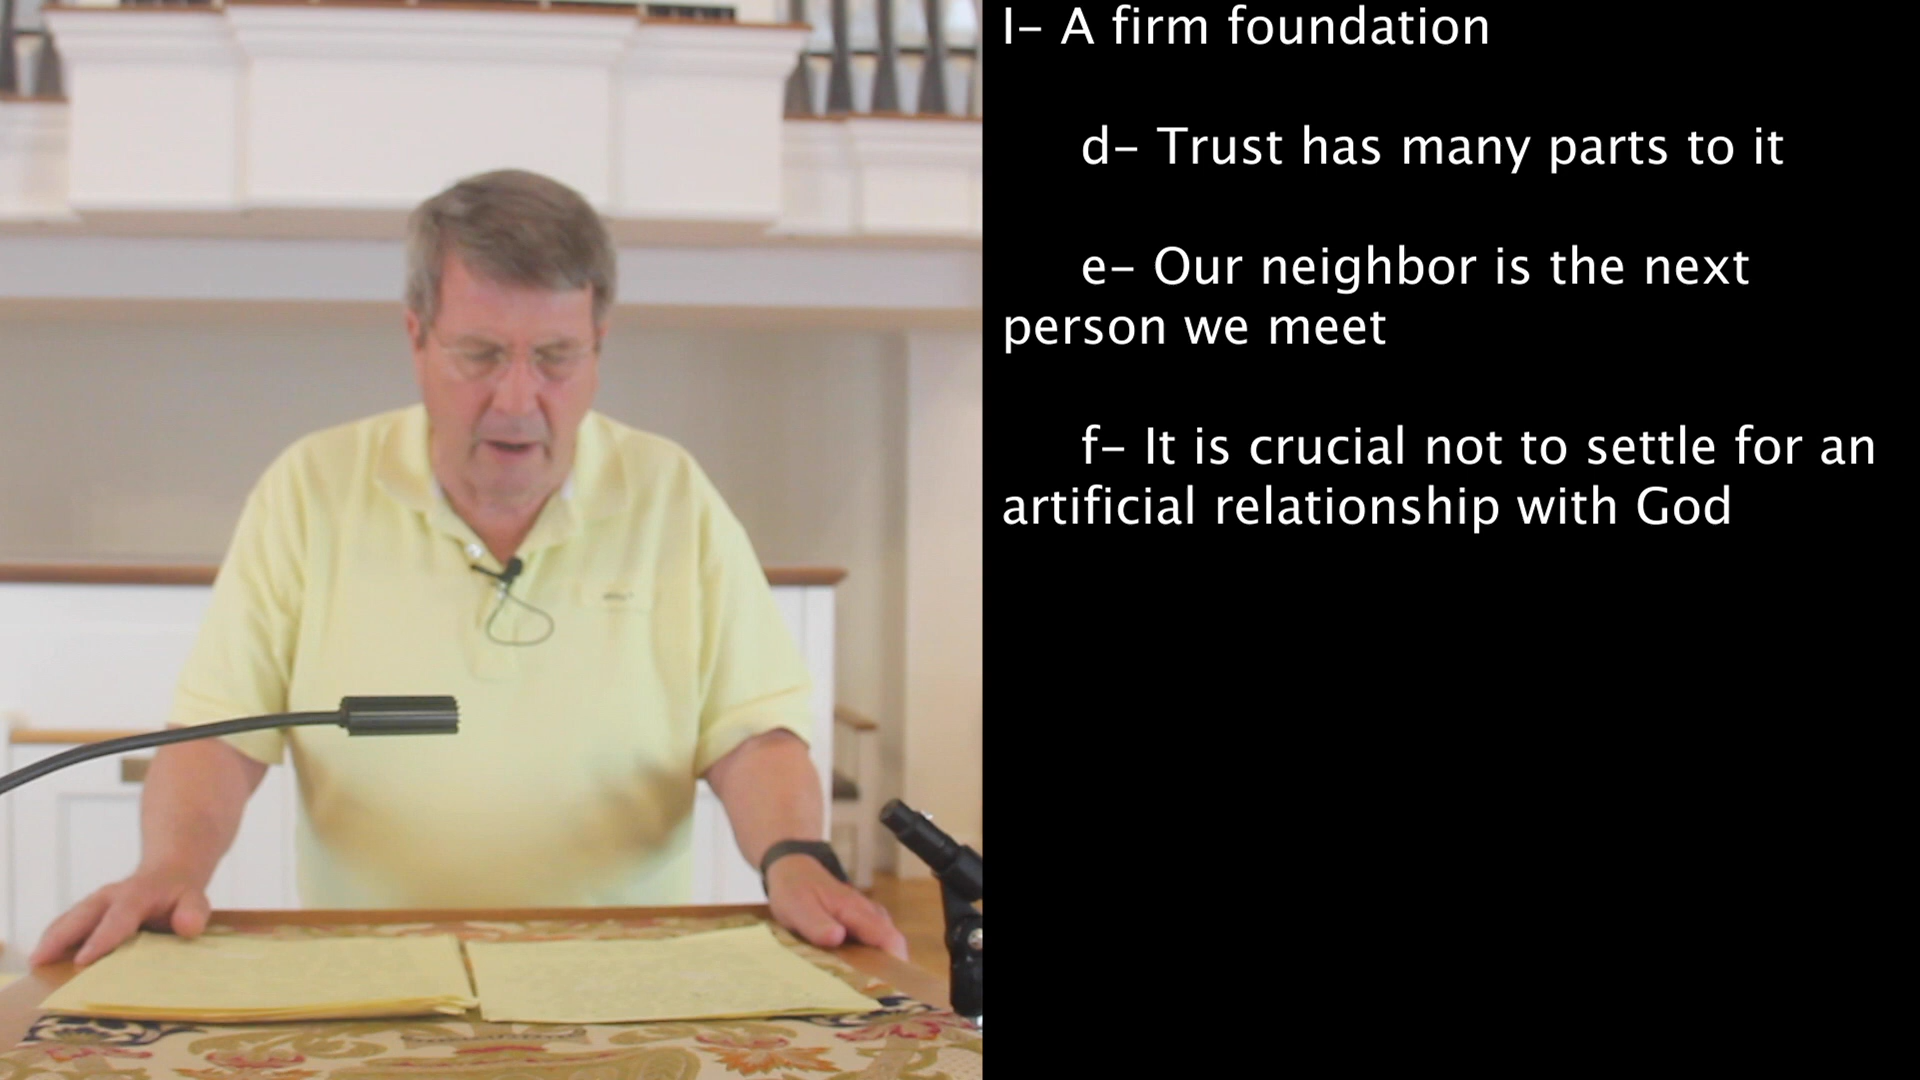 I– A firm foundation
d– Trust has many parts to it
e– Our neighbor is the next
person we meet
f– It is crucial not to settle for an
artificial relationship with God